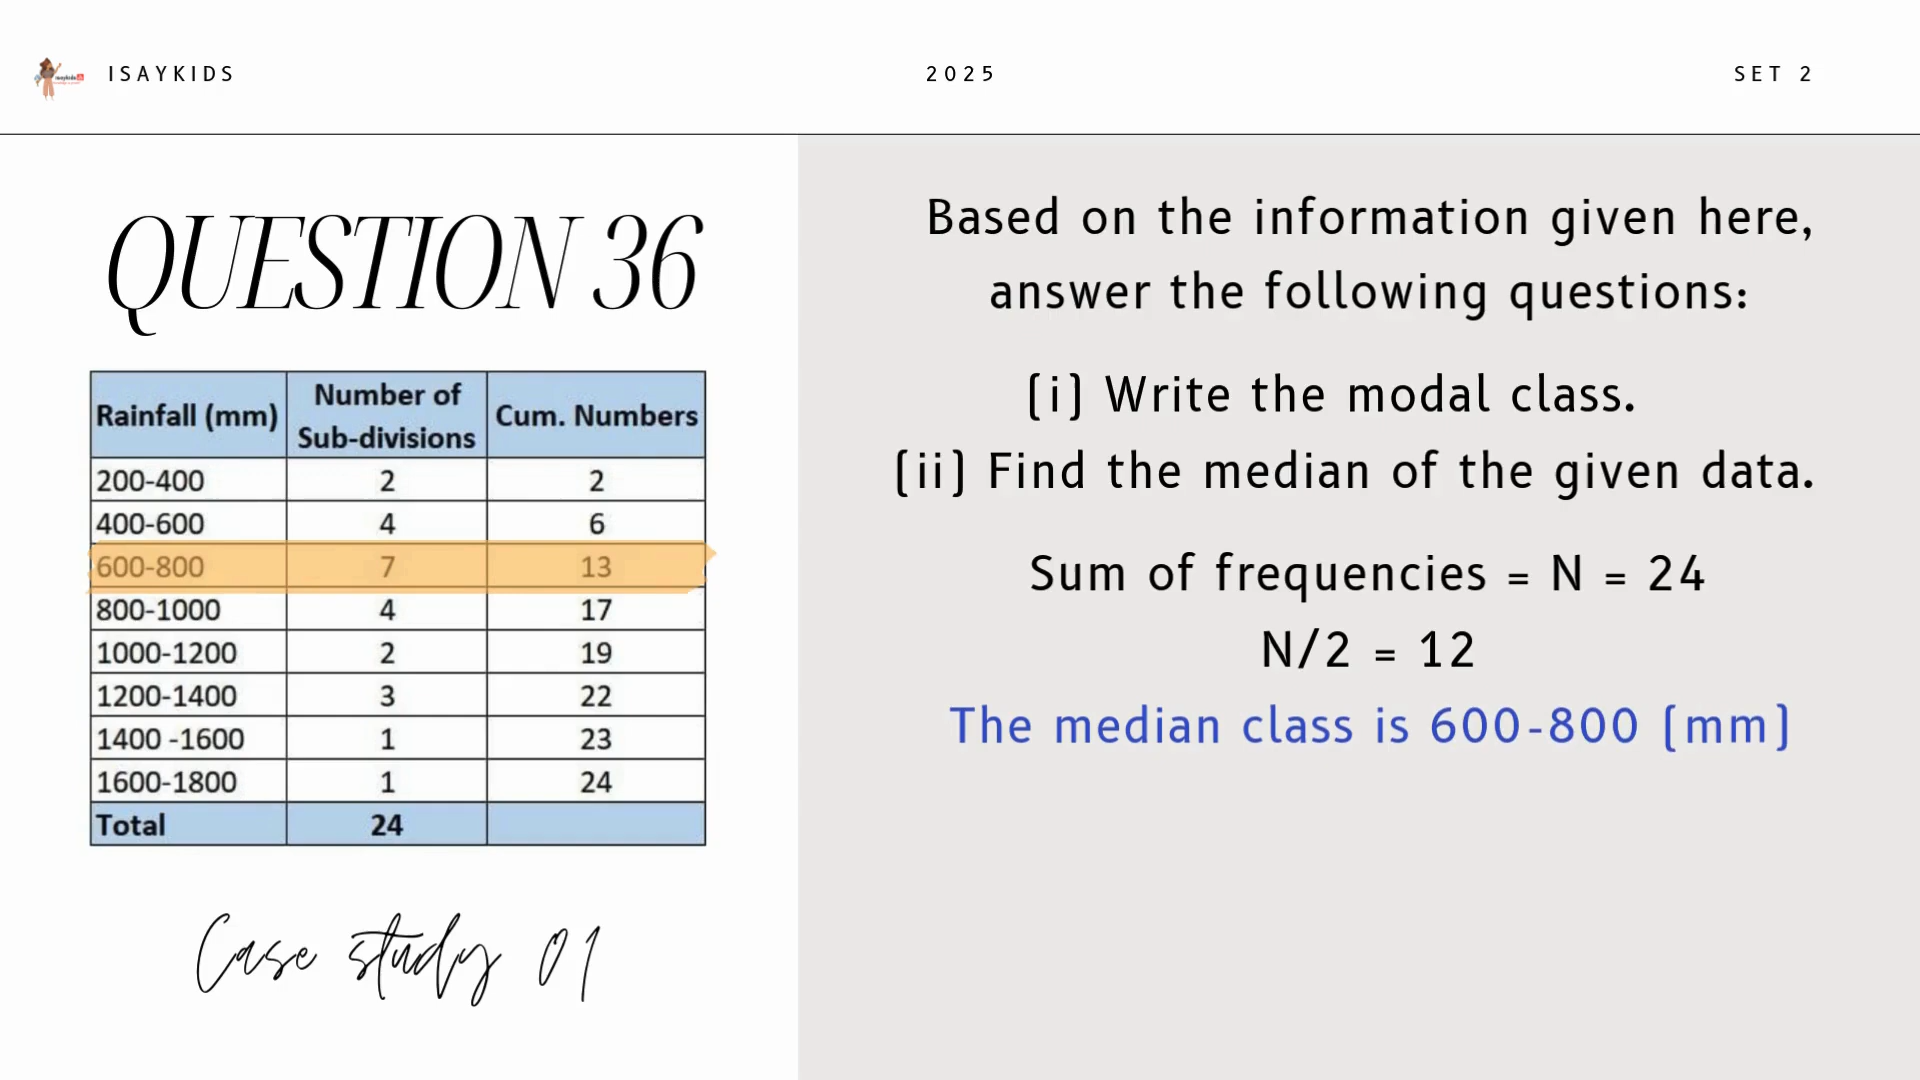 ISAYKIDS
2025
SET 2
QUESTION 36
Rainfall (mm) Number of Sub-divisions Cum. Numbers
200-400 2 2
400-600 4 6
600-800 7 13
800-1000 4 17
1000-1200 2 19
1200-1400 3 22
1400 -1600 1 23
1600-1800 1 24
Total 24
Case study 01
Based on the information given here,
answer the following questions:
(i) Write the modal class.
(ii) Find the median of the given data.
Sum of frequencies = N = 24
N/2 = 12
The median class is 600-800 (mm)